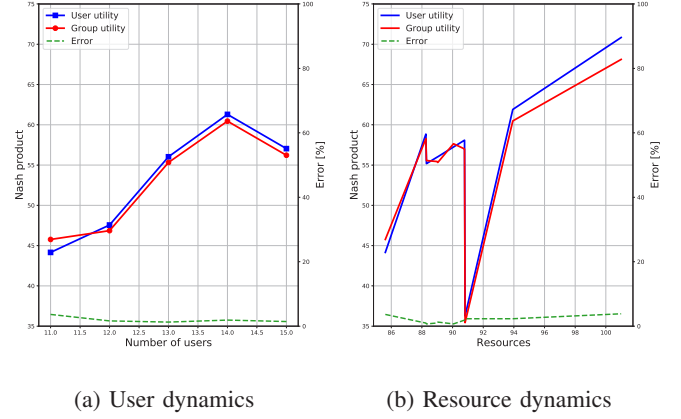 75
70
65
60
55
50
45
40
35
100
80
60
40
20
0
Nash product
Error [%]
User utility
Group utility
Error
11.0 11.5 12.0 12.5 13.0 13.5 14.0 14.5 15.0
Number of users
75
70
65
60
55
50
45
40
35
100
80
60
40
20
0
Nash product
Error [%]
User utility
Group utility
Error
86 88 90 92 94 96 98 100
Resources
(a) User dynamics
(b) Resource dynamics